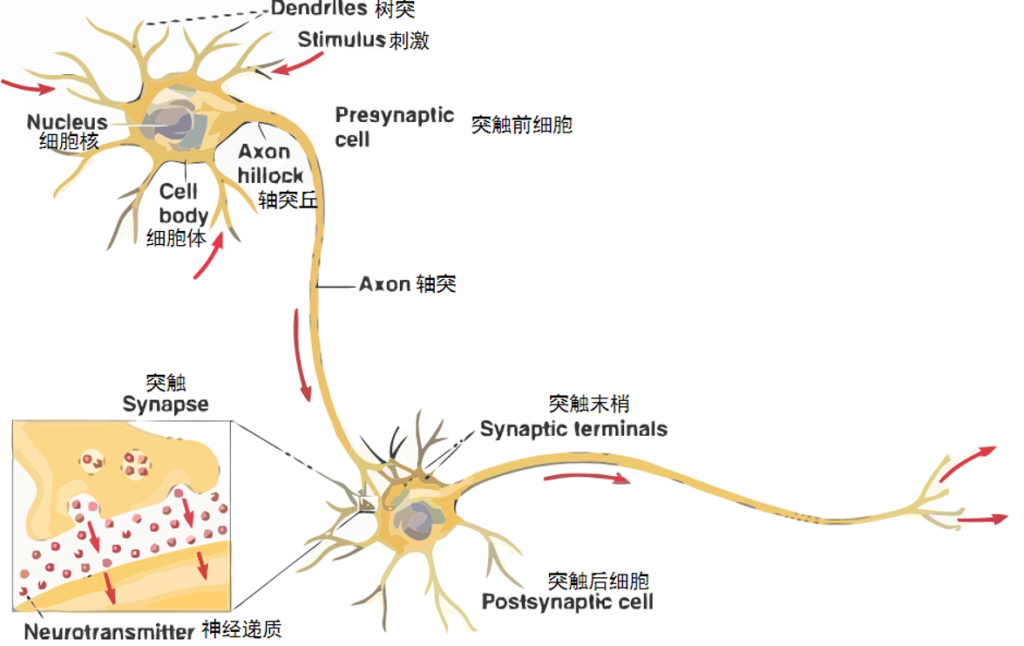 Dendrites 树突
Stimulus 刺激
Nucleus
细胞核
Presynaptic
cell
突触前细胞
Axon
hillock
轴突丘
Cell
body
细胞体
Axon 轴突
突触
Synapse
突触末梢
Synaptic terminals
突触后细胞
Postsynaptic cell
Neurotransmitter 神经递质